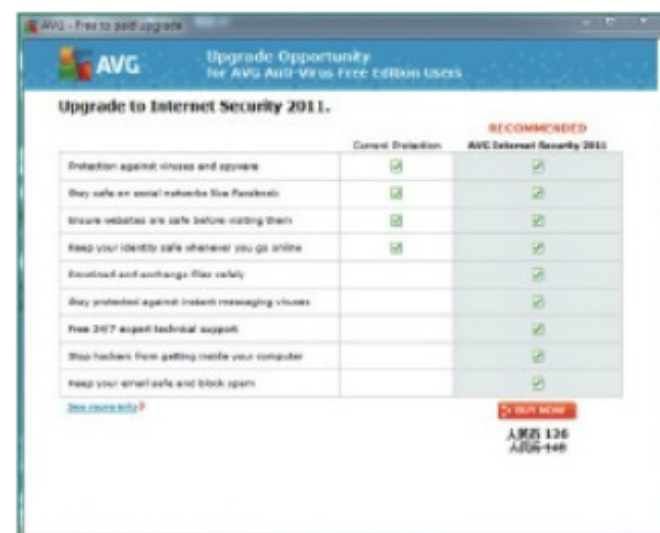 AVG - Free to paid upgrade
AVG
Upgrade Opportunity
for AVG Anti-Virus Free Edition Users
Upgrade to Internet Security 2011.
RECOMMENDED
Current Protection
AVG Internet Security 2011
Protection against viruses and spyware
Stay safe on social networks like Facebook
Ensure websites are safe before visiting them
Keep your identity safe whenever you go online
Download and exchange files safely
Stay protected against instant messaging viruses
Free 24/7 expert technical support
Stop hackers from getting inside your computer
Keep your email safe and block spam
See more info
BUY NOW
人民币 136
人民币